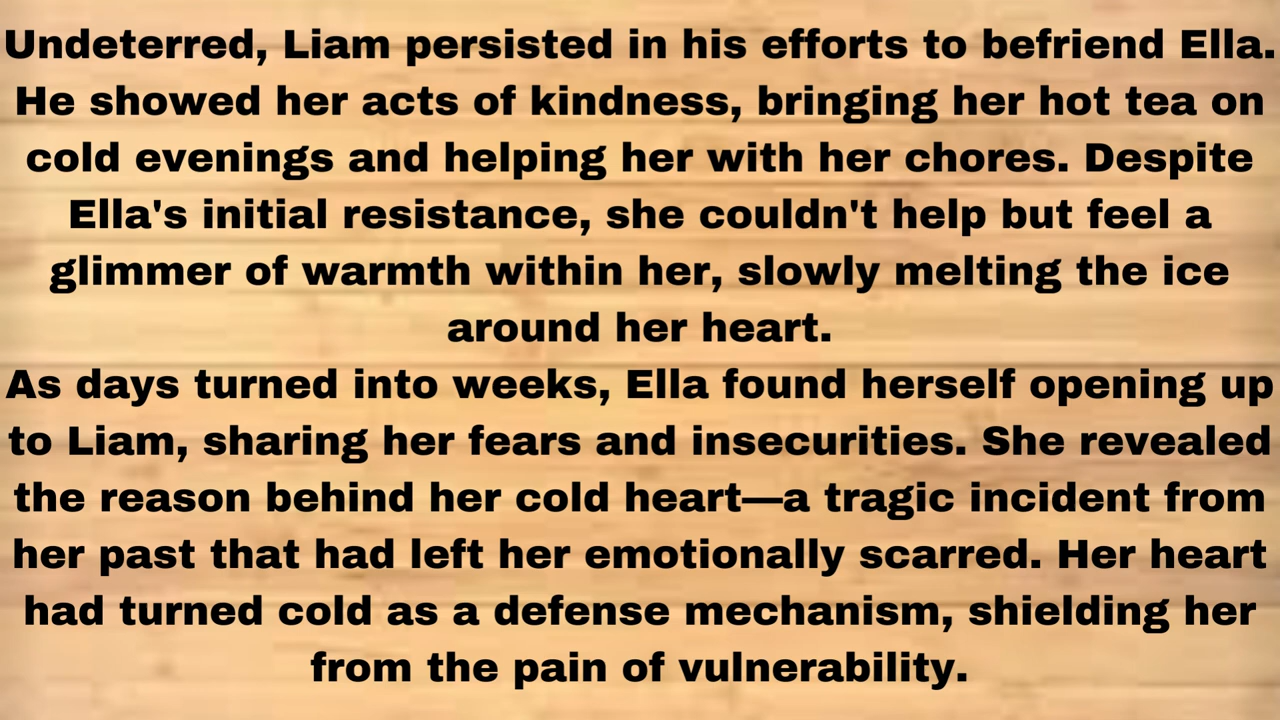 Undeterred, Liam persisted in his efforts to befriend Ella.
He showed her acts of kindness, bringing her hot tea on
cold evenings and helping her with her chores. Despite
Ella's initial resistance, she couldn't help but feel a
glimmer of warmth within her, slowly melting the ice
around her heart.
As days turned into weeks, Ella found herself opening up
to Liam, sharing her fears and insecurities. She revealed
the reason behind her cold heart—a tragic incident from
her past that had left her emotionally scarred. Her heart
had turned cold as a defense mechanism, shielding her
from the pain of vulnerability.